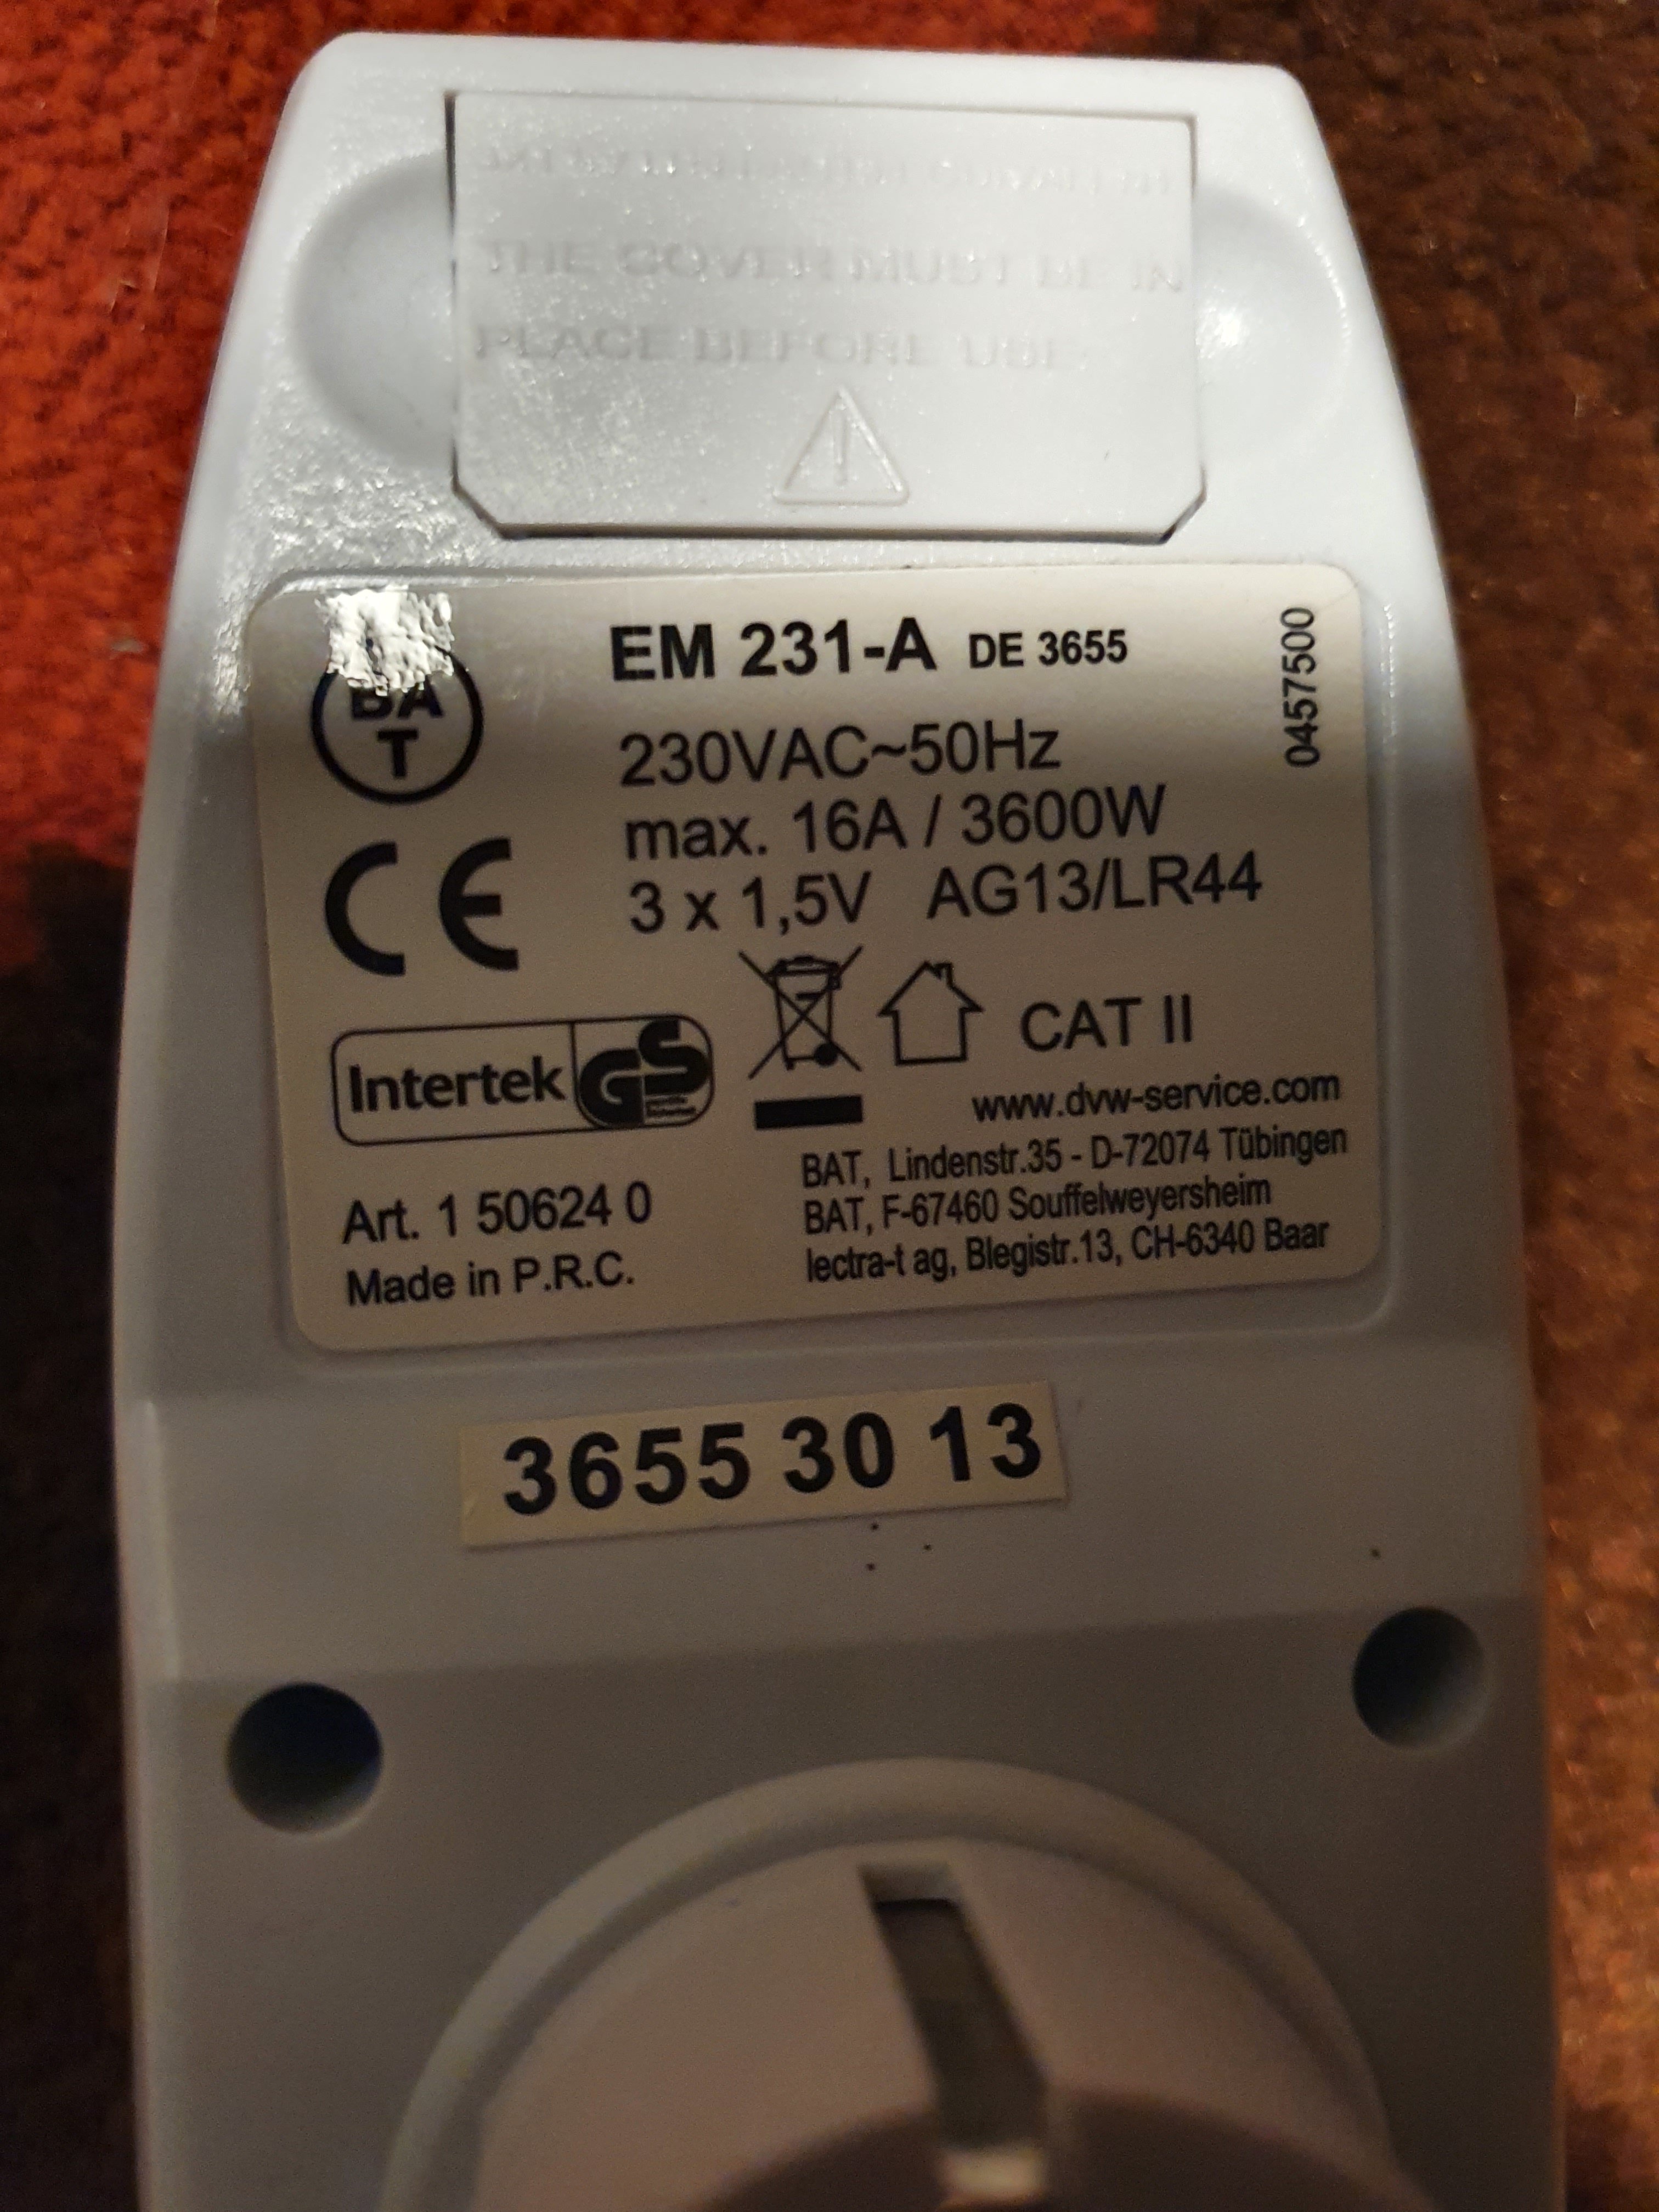 THE COVER MUST BE IN
PLACE BEFORE USE.
BA
T
EM 231-A DE 3655
0457500
230VAC~50Hz
max. 16A / 3600W
3 x 1,5V AG13/LR44
CE
CAT II
Intertek GS
www.dvw-service.com
BAT, Lindenstr.35 - D-72074 Tübingen
BAT, F-67460 Souffelweyersheim
lectra-t ag, Blegistr.13, CH-6340 Baar
Art. 1 50624 0
Made in P.R.C.
3655 30 13